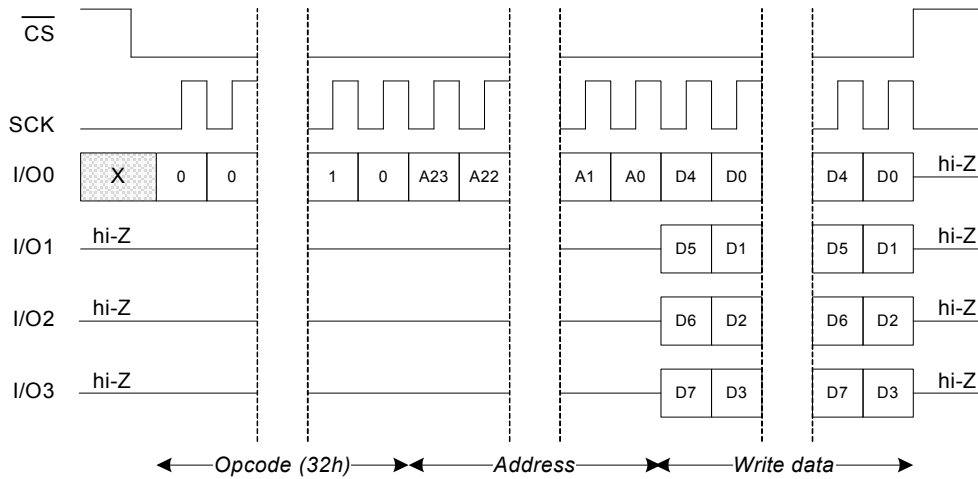 CS
SCK
I/O0 X 0 0 1 0 A23 A22 A1 A0 D4 D0 D4 D0 hi-Z
I/O1 hi-Z D5 D1 D5 D1 hi-Z
I/O2 hi-Z D6 D2 D6 D2 hi-Z
I/O3 hi-Z D7 D3 D7 D3 hi-Z
Opcode (32h) Address Write data